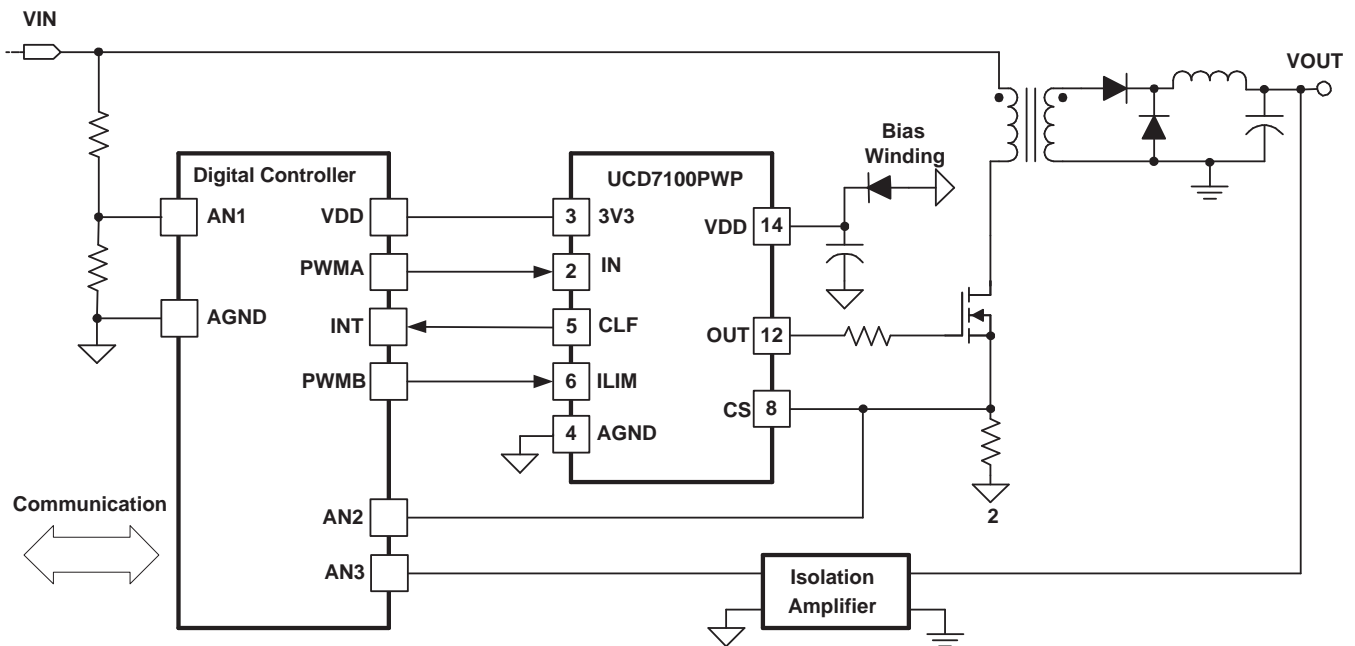 VIN
VOUT
Bias
Winding
Digital Controller
UCD7100PWP
AN1
VDD
3
3V3
VDD
14
PWMA
2
IN
AGND
INT
5
CLF
OUT
12
PWMB
6
ILIM
CS
8
4
AGND
Communication
AN2
2
AN3
Isolation
Amplifier